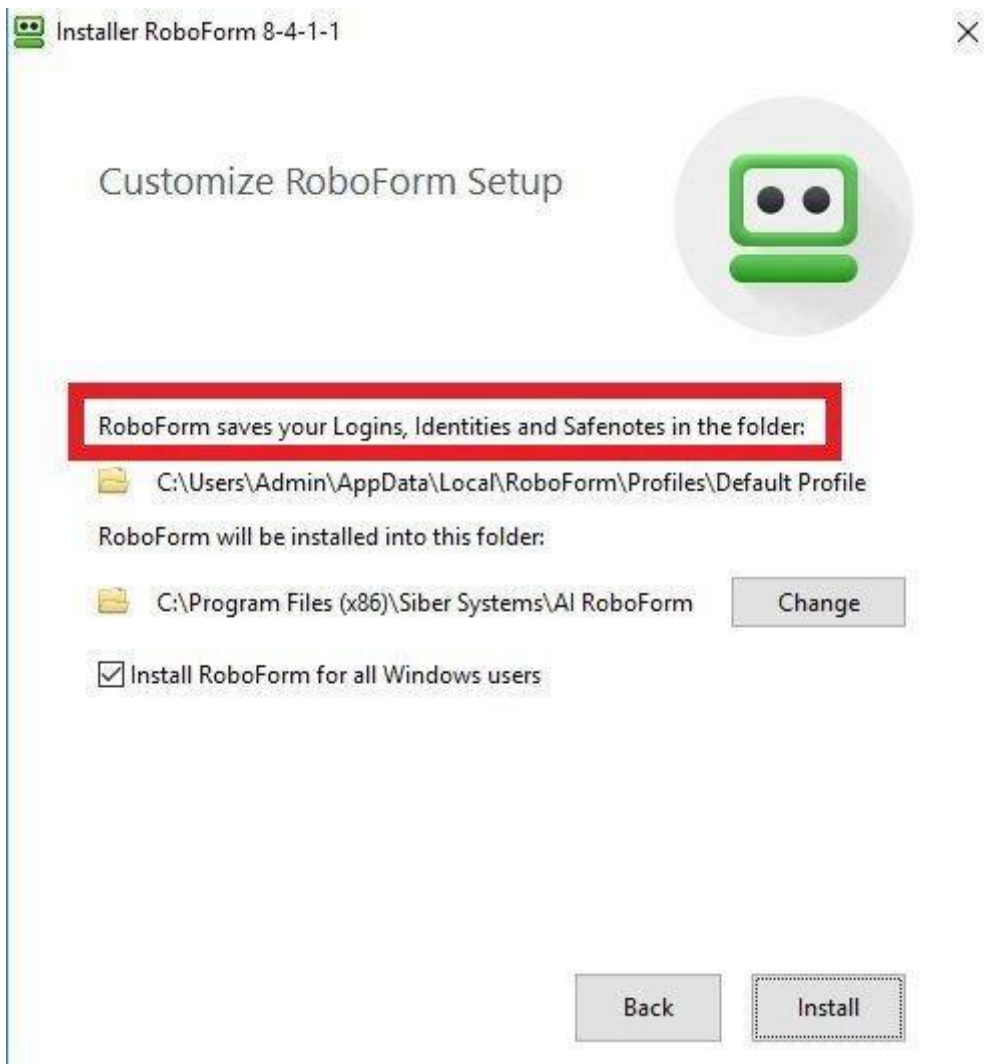 Installer RoboForm 8-4-1-1
Customize RoboForm Setup
RoboForm saves your Logins, Identities and Safenotes in the folder:
C:\Users\Admin\AppData\Local\RoboForm\Profiles\Default Profile
RoboForm will be installed into this folder:
C:\Program Files (x86)\Siber Systems\AI RoboForm
Change
Install RoboForm for all Windows users
Back
Install